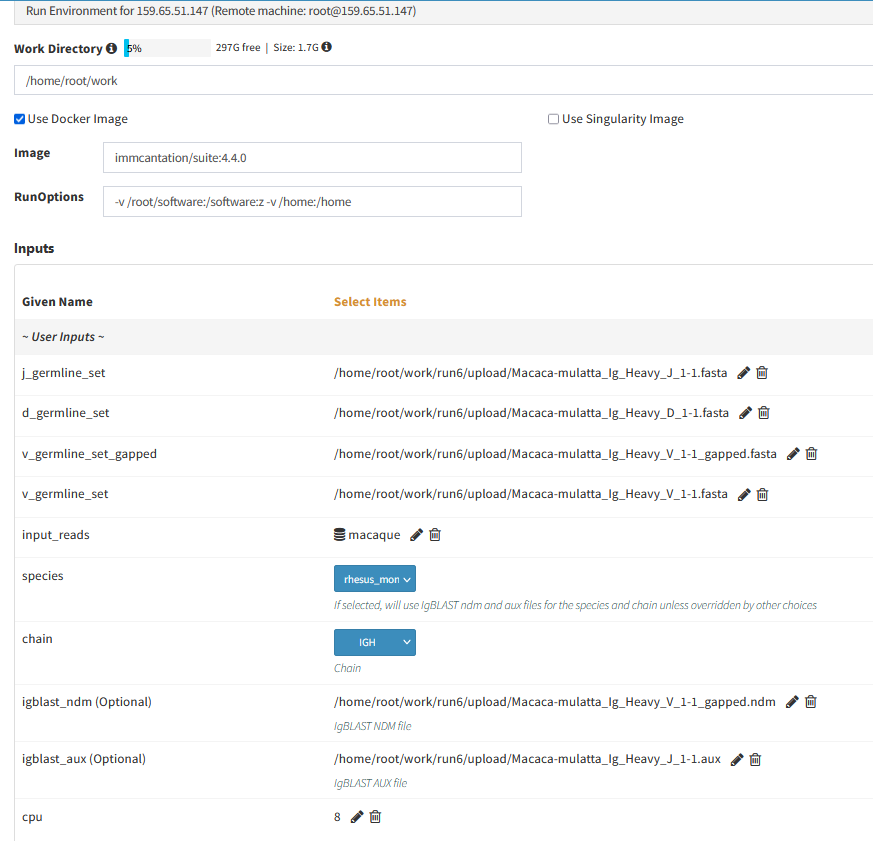 Run Environment for 159.65.51.147 (Remote machine: root@159.65.51.147)
Work Directory 5% 297G free | Size: 1.7G
/home/root/work
Use Docker Image Use Singularity Image
Image immcantation/suite:4.4.0
RunOptions -v /root/software:/software:z -v /home:/home
Inputs
Given Name Select Items
~ User Inputs ~
j_germline_set /home/root/work/run6/upload/Macaca-mulatta_Ig_Heavy_J_1-1.fasta
d_germline_set /home/root/work/run6/upload/Macaca-mulatta_Ig_Heavy_D_1-1.fasta
v_germline_set_gapped /home/root/work/run6/upload/Macaca-mulatta_Ig_Heavy_V_1-1_gapped.fasta
v_germline_set /home/root/work/run6/upload/Macaca-mulatta_Ig_Heavy_V_1-1.fasta
input_reads macaque
species rhesus_mon
If selected, will use IgBLAST ndm and aux files for the species and chain unless overridden by other choices
chain IGH
Chain
igblast_ndm (Optional) /home/root/work/run6/upload/Macaca-mulatta_Ig_Heavy_V_1-1_gapped.ndm
IgBLAST NDM file
igblast_aux (Optional) /home/root/work/run6/upload/Macaca-mulatta_Ig_Heavy_J_1-1.aux
IgBLAST AUX file
cpu 8